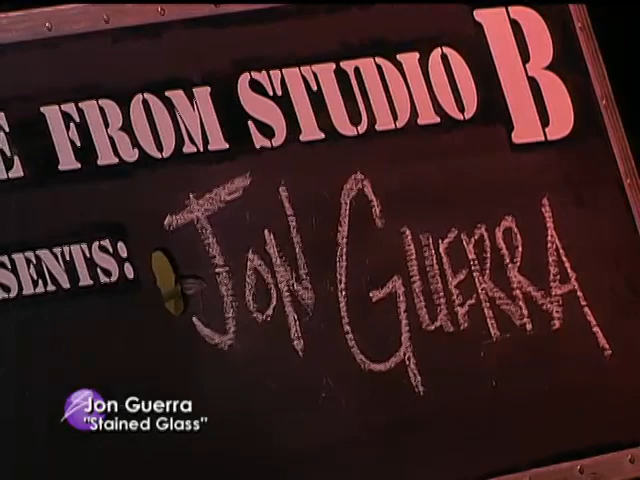 E FROM STUDIO B
SENTS:
JON GUERRA
Jon Guerra
"Stained Glass"